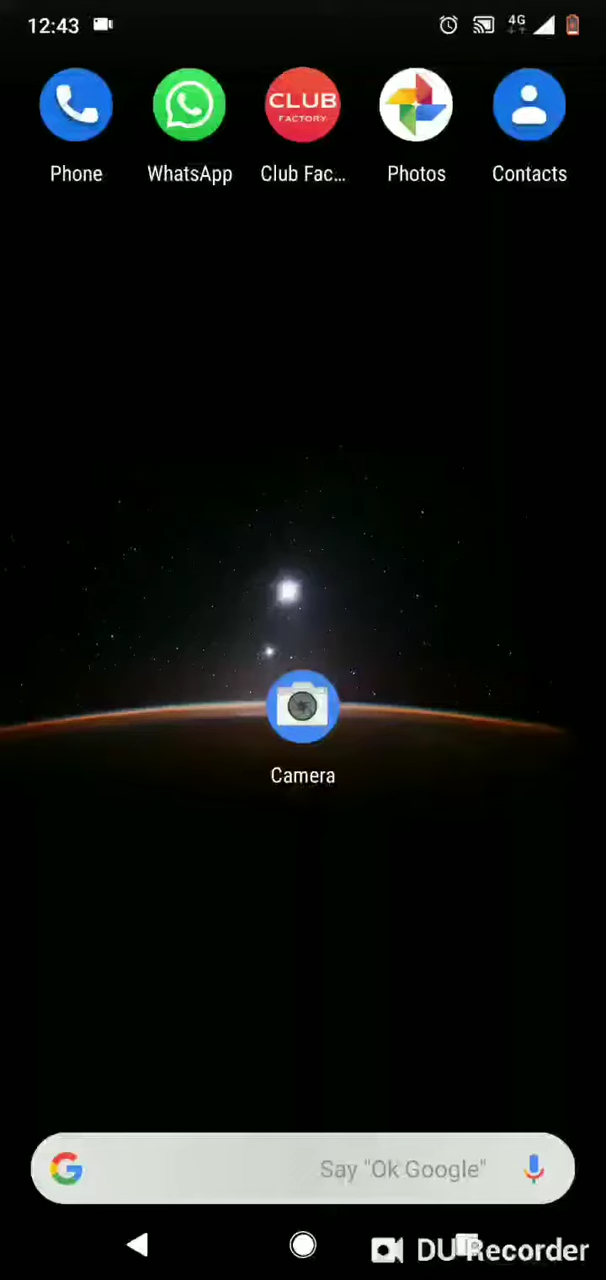 12:43
4G
CLUB
FACTORY
Phone
WhatsApp
Club Fac...
Photos
Contacts
Camera
G
Say "Ok Google"
DU Recorder